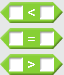 <
=
>